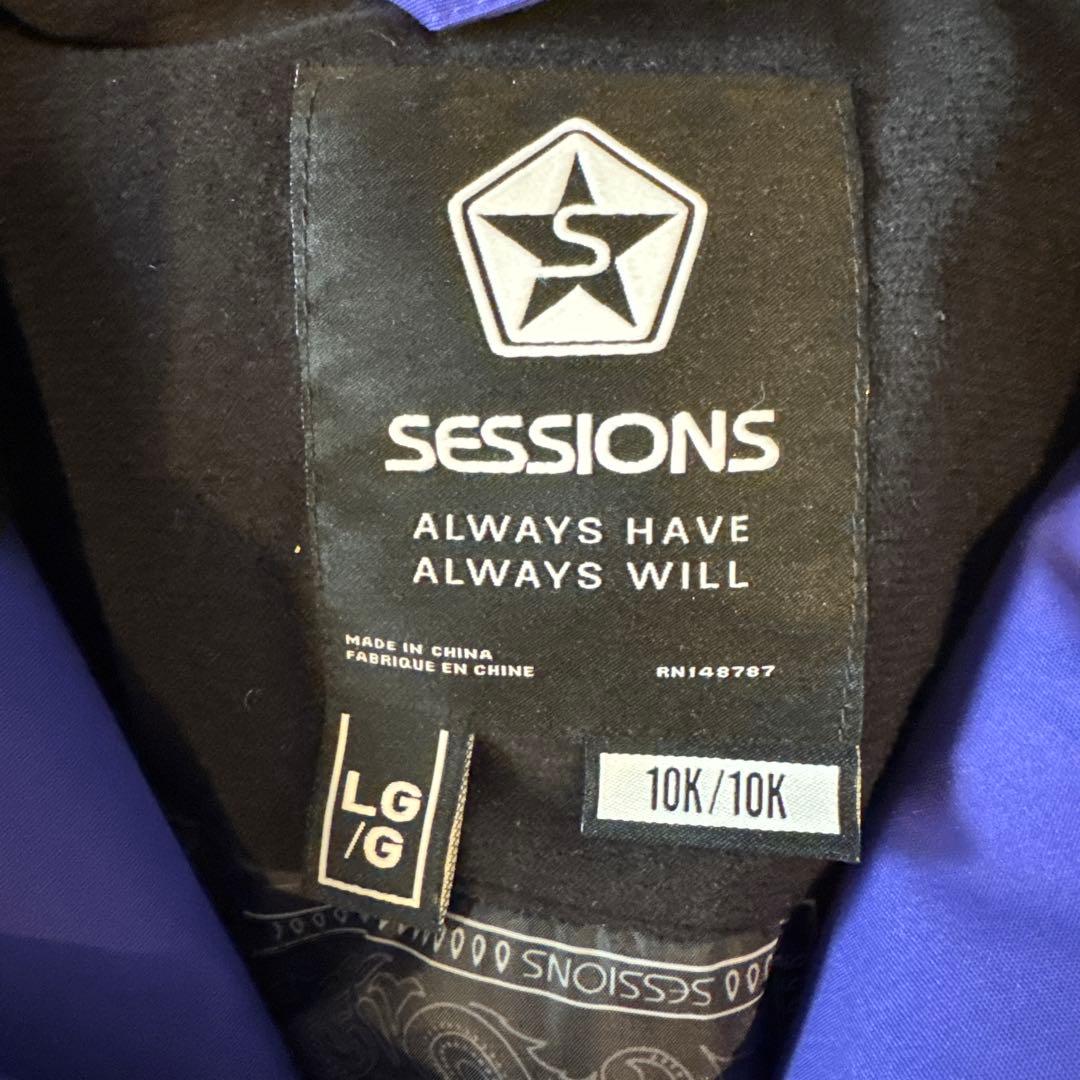 S
SESSIONS
ALWAYS HAVE
ALWAYS WILL
MADE IN CHINA
FABRIQUE EN CHINE
RN148787
LG
/G
10K/10K
SESSIONS